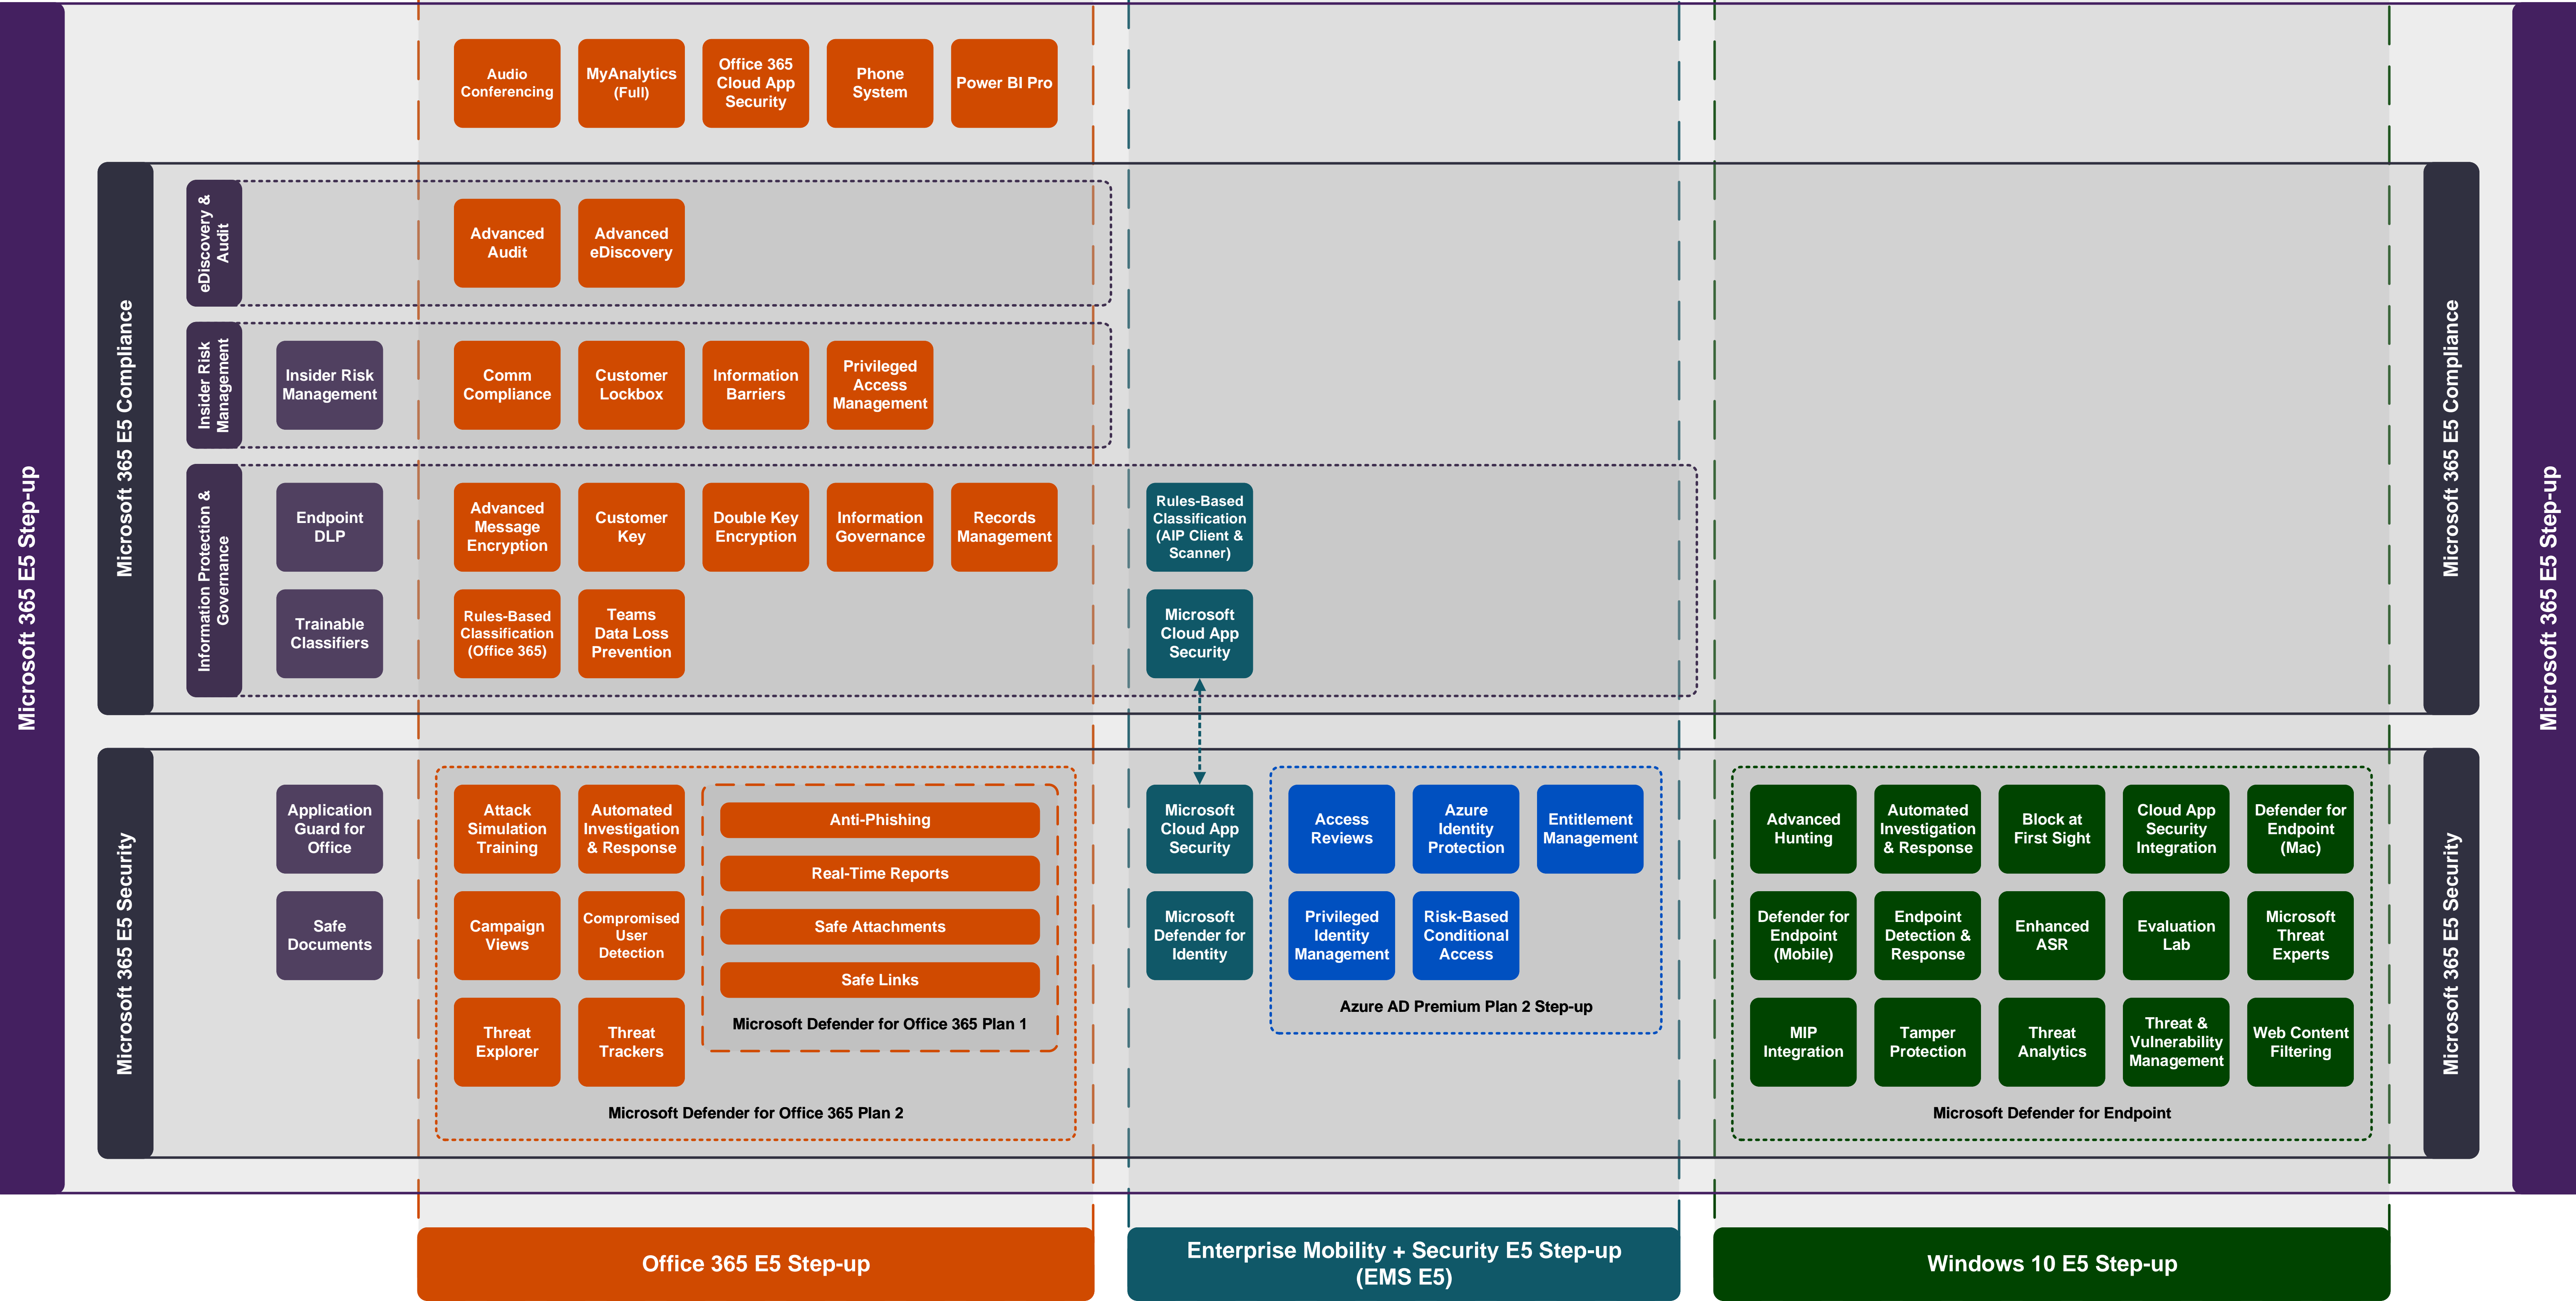 Microsoft 365 E5 Step-up
Audio
Conferencing
MyAnalytics
(Full)
Office 365
Cloud App
Security
Phone
System
Power BI Pro
Microsoft 365 E5 Compliance
eDiscovery &
Audit
Advanced
Audit
Advanced
eDiscovery
Insider Risk
Management
Insider Risk
Management
Comm
Compliance
Customer
Lockbox
Information
Barriers
Privileged
Access
Management
Information Protection &
Governance
Endpoint
DLP
Advanced
Message
Encryption
Customer
Key
Double Key
Encryption
Information
Governance
Records
Management
Rules-Based
Classification
(AIP Client &
Scanner)
Trainable
Classifiers
Rules-Based
Classification
(Office 365)
Teams
Data Loss
Prevention
Microsoft
Cloud App
Security
Microsoft 365 E5 Compliance
Microsoft 365 E5 Security
Application
Guard for
Office
Safe
Documents
Attack
Simulation
Training
Automated
Investigation
& Response
Campaign
Views
Compromised
User
Detection
Threat
Explorer
Threat
Trackers
Anti-Phishing
Real-Time Reports
Safe Attachments
Safe Links
Microsoft Defender for Office 365 Plan 1
Microsoft Defender for Office 365 Plan 2
Microsoft
Cloud App
Security
Microsoft
Defender for
Identity
Access
Reviews
Azure
Identity
Protection
Entitlement
Management
Privileged
Identity
Management
Risk-Based
Conditional
Access
Azure AD Premium Plan 2 Step-up
Advanced
Hunting
Automated
Investigation
& Response
Block at
First Sight
Cloud App
Security
Integration
Defender for
Endpoint
(Mac)
Defender for
Endpoint
(Mobile)
Endpoint
Detection &
Response
Enhanced
ASR
Evaluation
Lab
Microsoft
Threat
Experts
MIP
Integration
Tamper
Protection
Threat
Analytics
Threat &
Vulnerability
Management
Web Content
Filtering
Microsoft Defender for Endpoint
Microsoft 365 E5 Security
Microsoft 365 E5 Step-up
Office 365 E5 Step-up
Enterprise Mobility + Security E5 Step-up
(EMS E5)
Windows 10 E5 Step-up